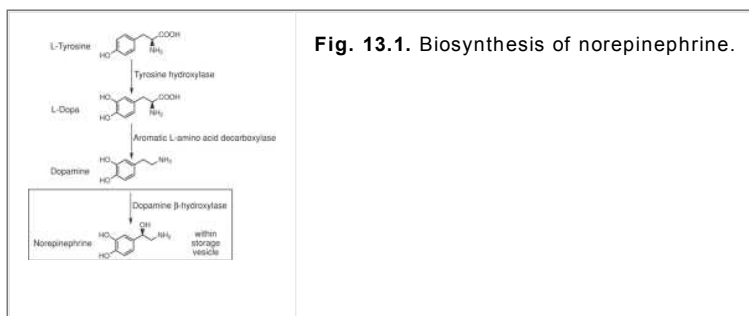 Fig. 13.1. Biosynthesis of norepinephrine.
L-Tyrosine
COOH
NH2
HO
Tyrosine hydroxylase
HO
L-Dopa
COOH
NH2
HO
Aromatic L-amino acid decarboxylase
HO
Dopamine
NH2
HO
Dopamine β-hydroxylase
OH
Norepinephrine
HO
NH2
HO
within
storage
vesicle